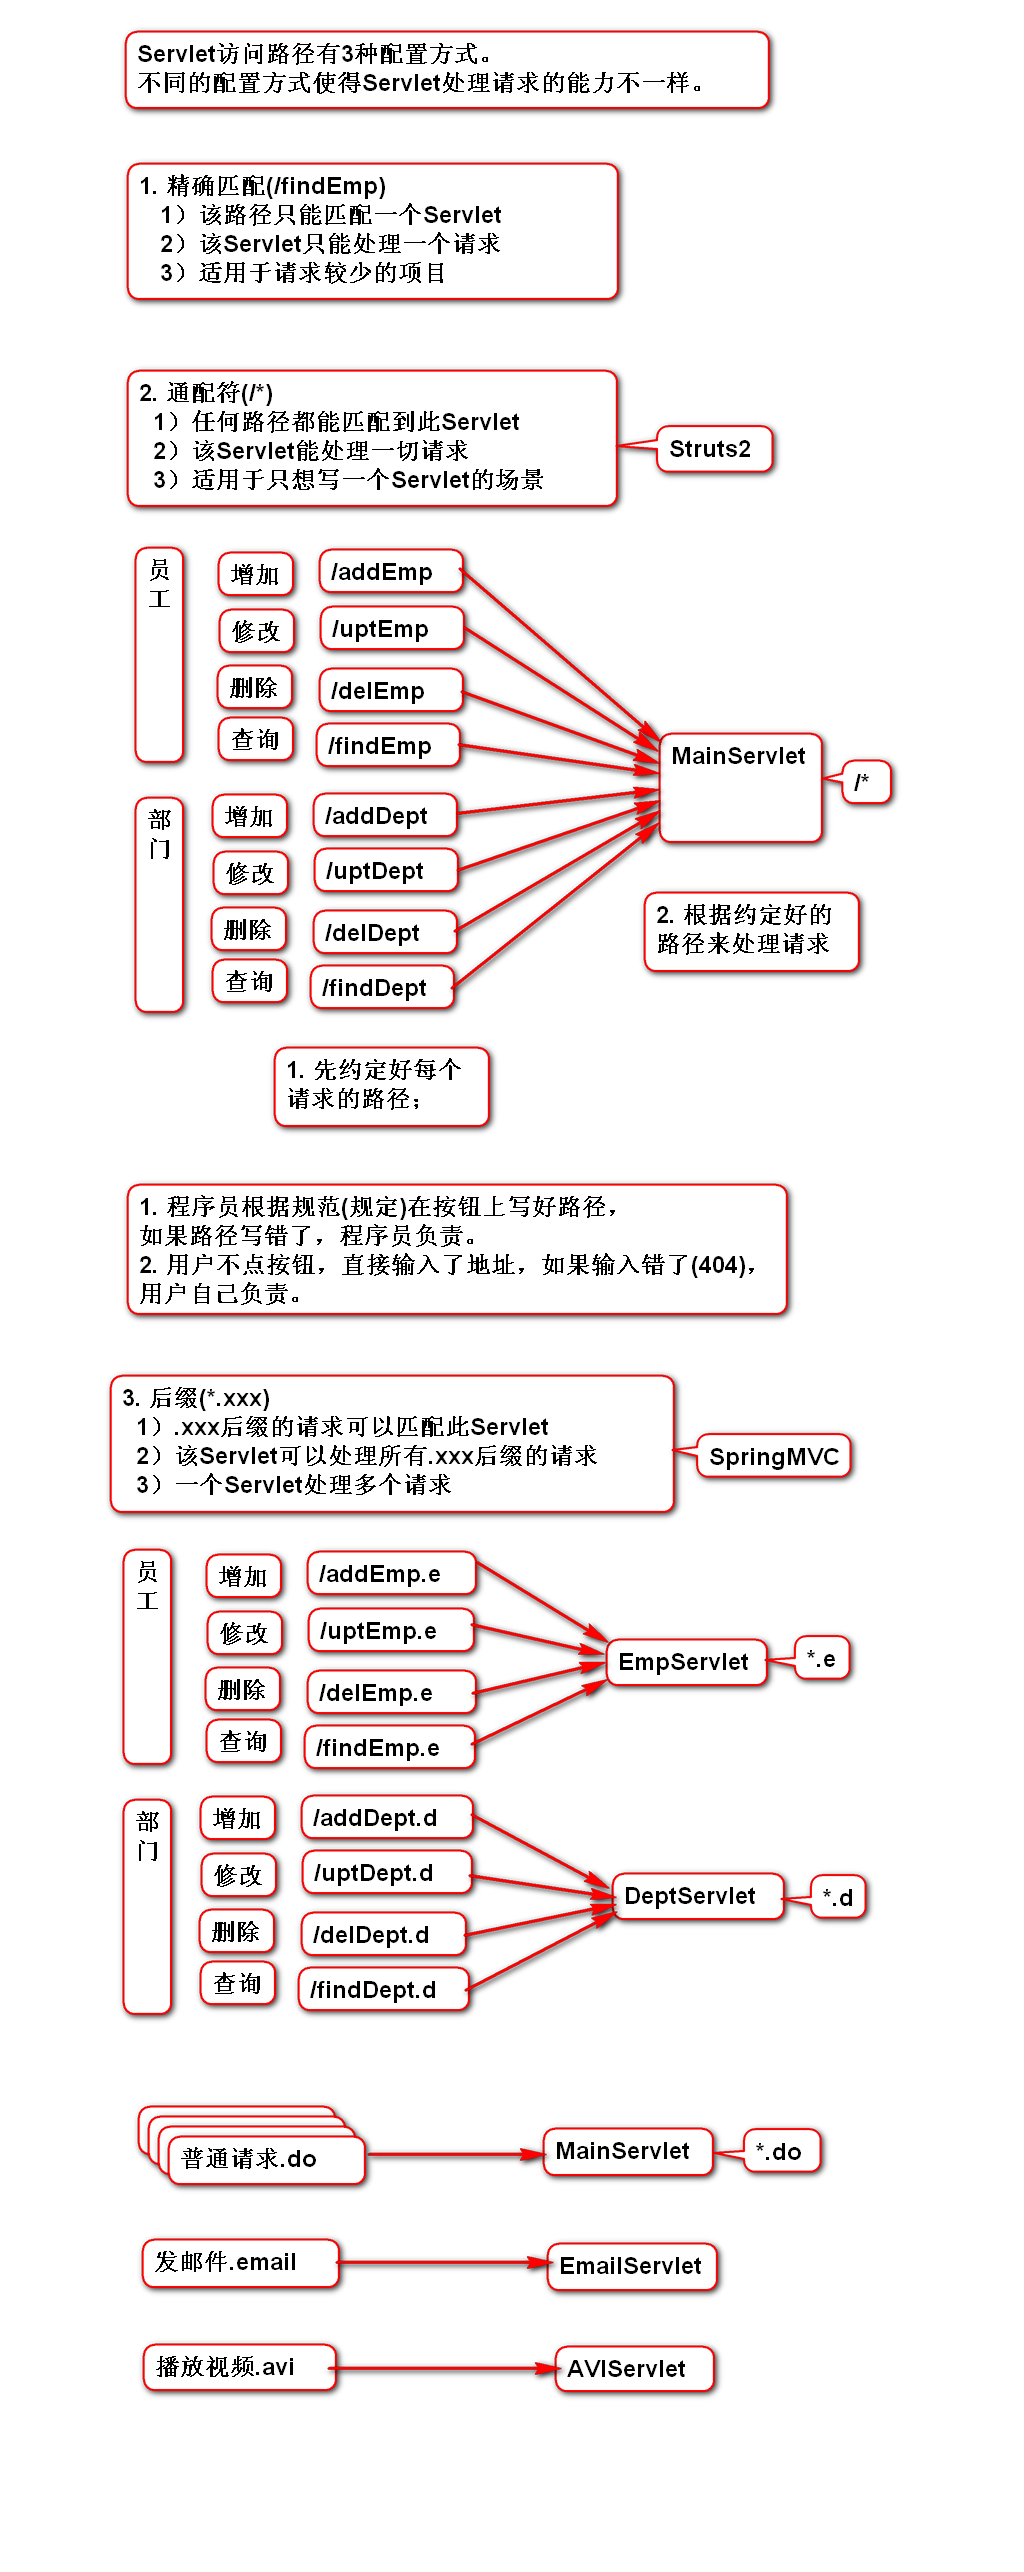 Servlet访问路径有3种配置方式。
不同的配置方式使得Servlet处理请求的能力不一样。
1. 精确匹配(/findEmp)
1）该路径只能匹配一个Servlet
2）该Servlet只能处理一个请求
3）适用于请求较少的项目
2. 通配符(/*)
1）任何路径都能匹配到此Servlet
2）该Servlet能处理一切请求
3）适用于只想写一个Servlet的场景
Struts2
员
工
增加
/addEmp
修改
/uptEmp
删除
/delEmp
查询
/findEmp
MainServlet
/*
部
门
增加
/addDept
修改
/uptDept
删除
/delDept
查询
/findDept
2. 根据约定好的
路径来处理请求
1. 先约定好每个
请求的路径；
1. 程序员根据规范(规定)在按钮上写好路径，
如果路径写错了，程序员负责。
2. 用户不点按钮，直接输入了地址，如果输入错了(404)，
用户自己负责。
3. 后缀(*.xxx)
1）.xxx后缀的请求可以匹配此Servlet
2）该Servlet可以处理所有.xxx后缀的请求
3）一个Servlet处理多个请求
SpringMVC
员
工
增加
/addEmp.e
修改
/uptEmp.e
删除
/delEmp.e
查询
/findEmp.e
EmpServlet
*.e
部
门
增加
/addDept.d
修改
/uptDept.d
删除
/delDept.d
查询
/findDept.d
DeptServlet
*.d
普通请求.do
MainServlet
*.do
发邮件.email
EmailServlet
播放视频.avi
AVIServlet